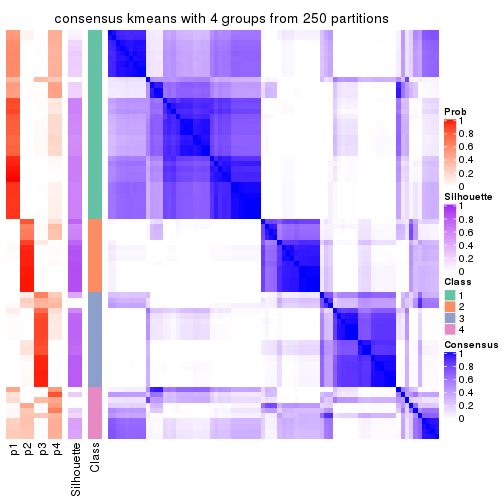 consensus kmeans with 4 groups from 250 partitions
Prob
1
0.8
0.6
0.4
0.2
0
Silhouette
1
0.8
0.6
0.4
0.2
0
Class
1
2
3
4
Consensus
1
0.8
0.6
0.4
0.2
0
p1
p2
p3
p4
Silhouette
Class